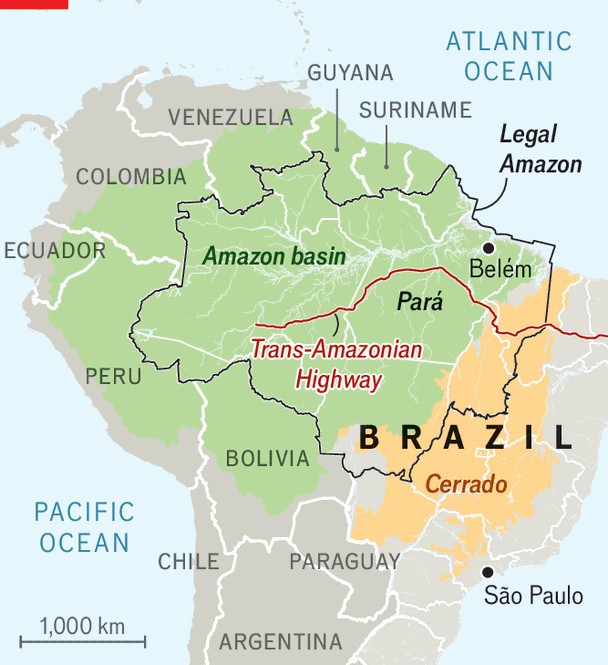 ATLANTIC
OCEAN
GUYANA
SURINAME
VENEZUELA
Legal
Amazon
COLOMBIA
ECUADOR
Amazon basin
Belém
Pará
Trans-Amazonian
Highway
PERU
BRAZIL
BOLIVIA
Cerrado
PACIFIC
OCEAN
CHILE
PARAGUAY
São Paulo
1,000 km
ARGENTINA